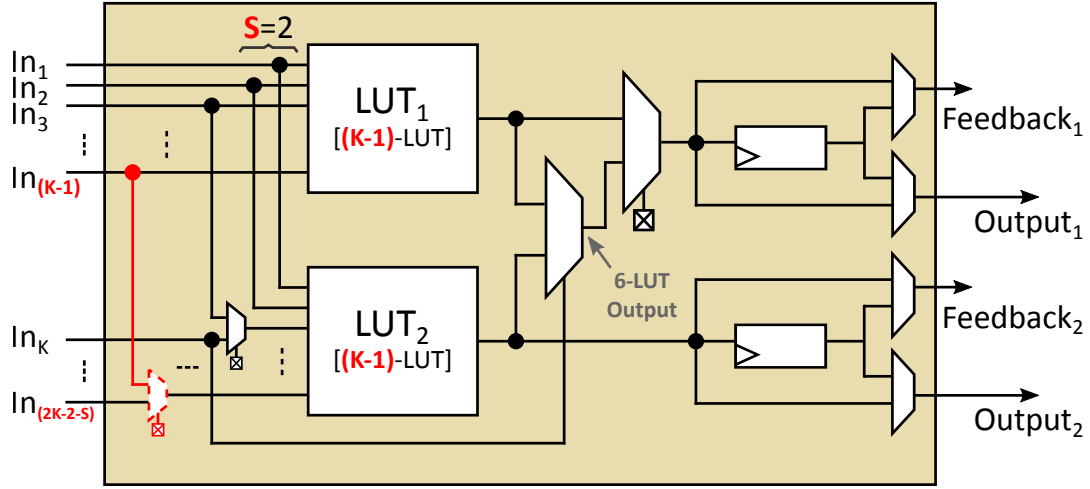 S=2
In1
In2
In3
In(K-1)
LUT1
[(K-1)-LUT]
Feedback1
Output1
6-LUT
Output
InK
In(2K-2-S)
LUT2
[(K-1)-LUT]
Feedback2
Output2